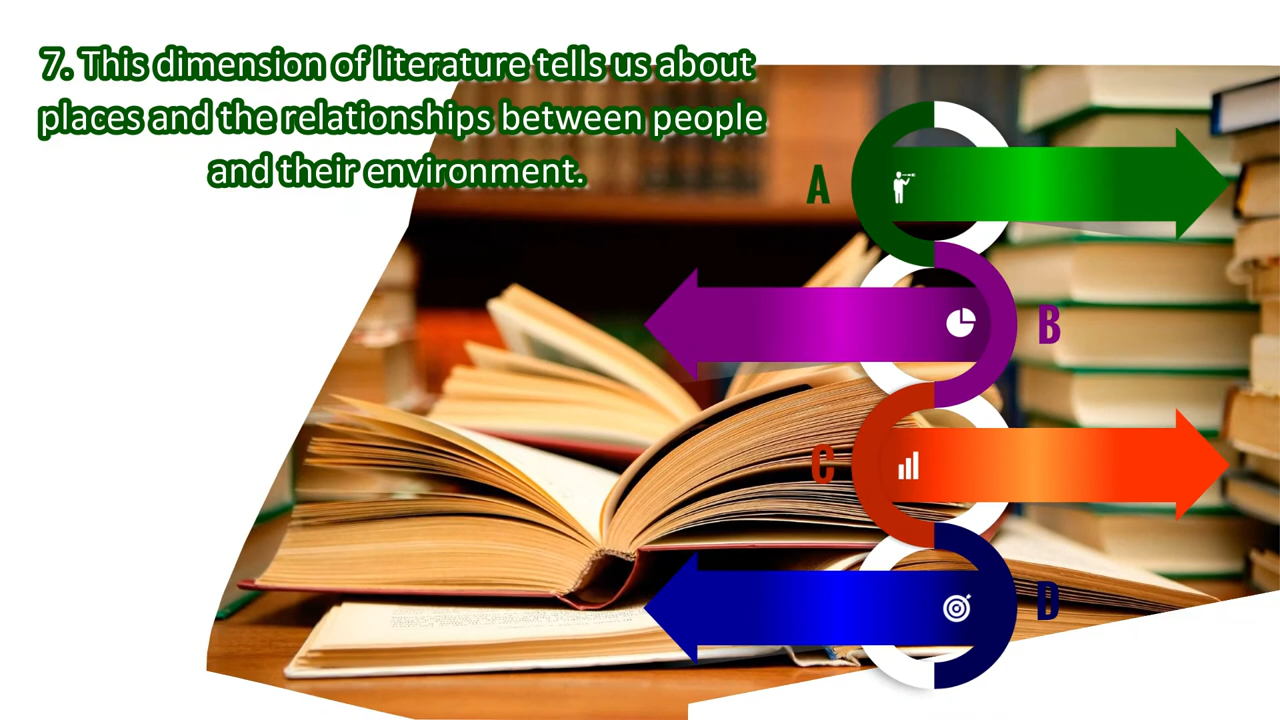 7. This dimension of literature tells us about
places and the relationships between people
and their environment.
A
B
C
D